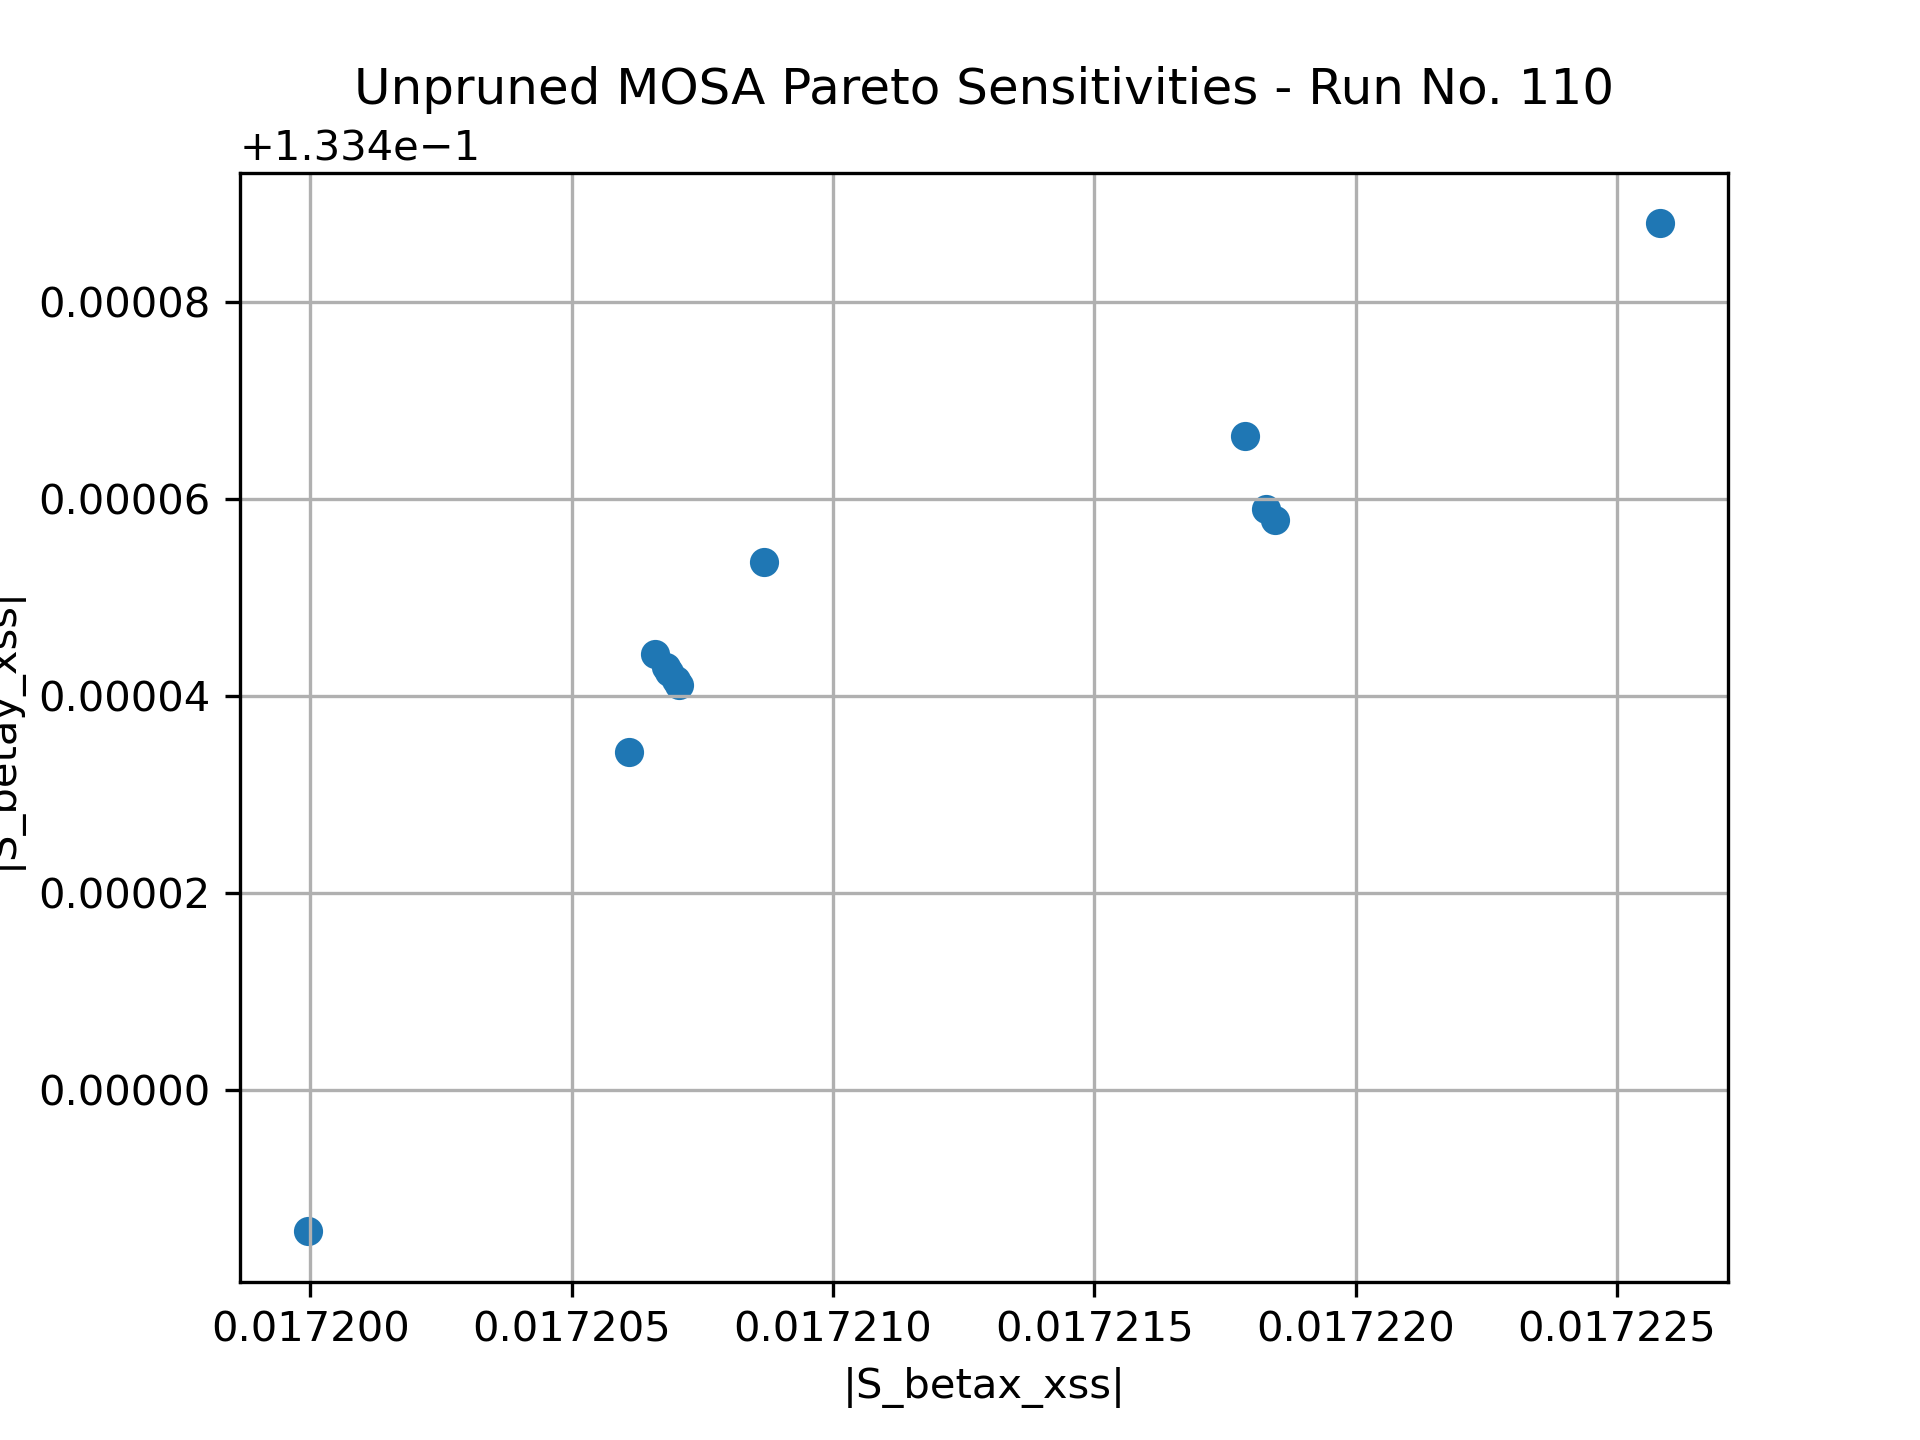 Unpruned MOSA Pareto Sensitivities - Run No. 110
+1.334e−1
0.00008
0.00006
0.00004
0.00002
0.00000
|S_betay_xss|
0.017200 0.017205 0.017210 0.017215 0.017220 0.017225
|S_betax_xss|